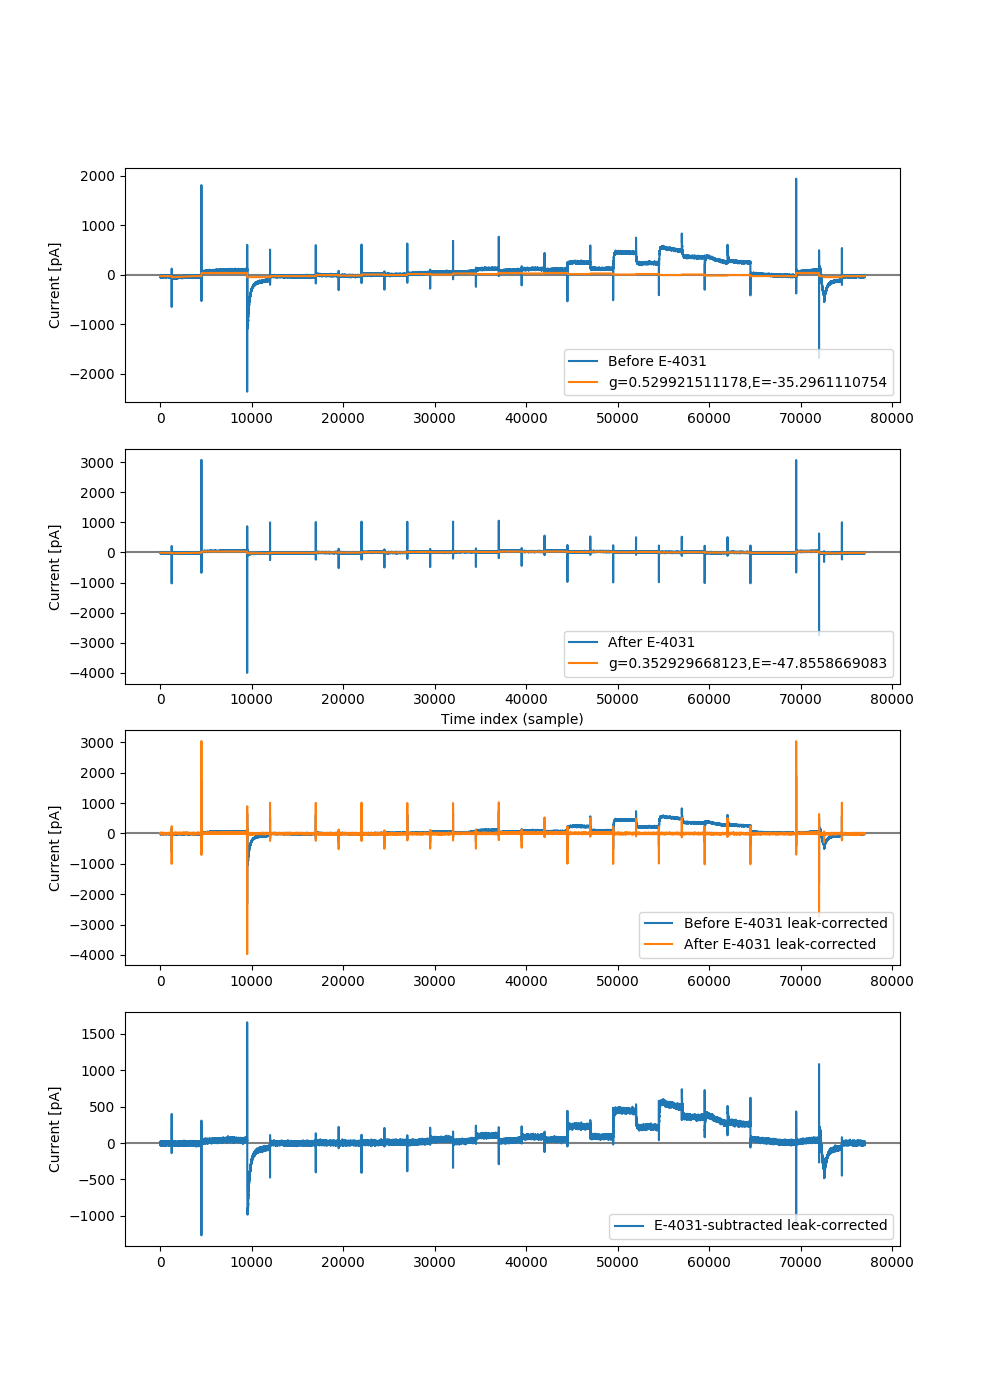 2000
1000
0
−1000
−2000
Current [pA]
Before E-4031
g=0.529921511178,E=-35.2961110754
0 10000 20000 30000 40000 50000 60000 70000 80000
3000
2000
1000
0
−1000
−2000
−3000
−4000
Current [pA]
After E-4031
g=0.352929668123,E=-47.8558669083
0 10000 20000 30000 40000 50000 60000 70000 80000
Time index (sample)
3000
2000
1000
0
−1000
−2000
−3000
−4000
Current [pA]
Before E-4031 leak-corrected
After E-4031 leak-corrected
0 10000 20000 30000 40000 50000 60000 70000 80000
1500
1000
500
0
−500
−1000
Current [pA]
E-4031-subtracted leak-corrected
0 10000 20000 30000 40000 50000 60000 70000 80000